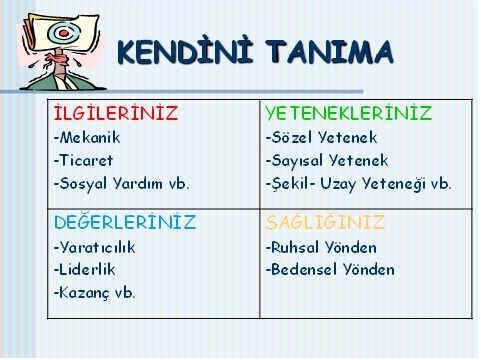 KENDİNİ TANIMA
İLGİLERİNİZ
-Mekanik
-Ticaret
-Sosyal Yardım vb.
YETENEKLERİNİZ
-Sözel Yetenek
-Sayısal Yetenek
-Şekil- Uzay Yeteneği vb.
DEĞERLERİNİZ
-Yaratıcılık
-Liderlik
-Kazanç vb.
SAĞLIĞINIZ
-Ruhsal Yönden
-Bedensel Yönden